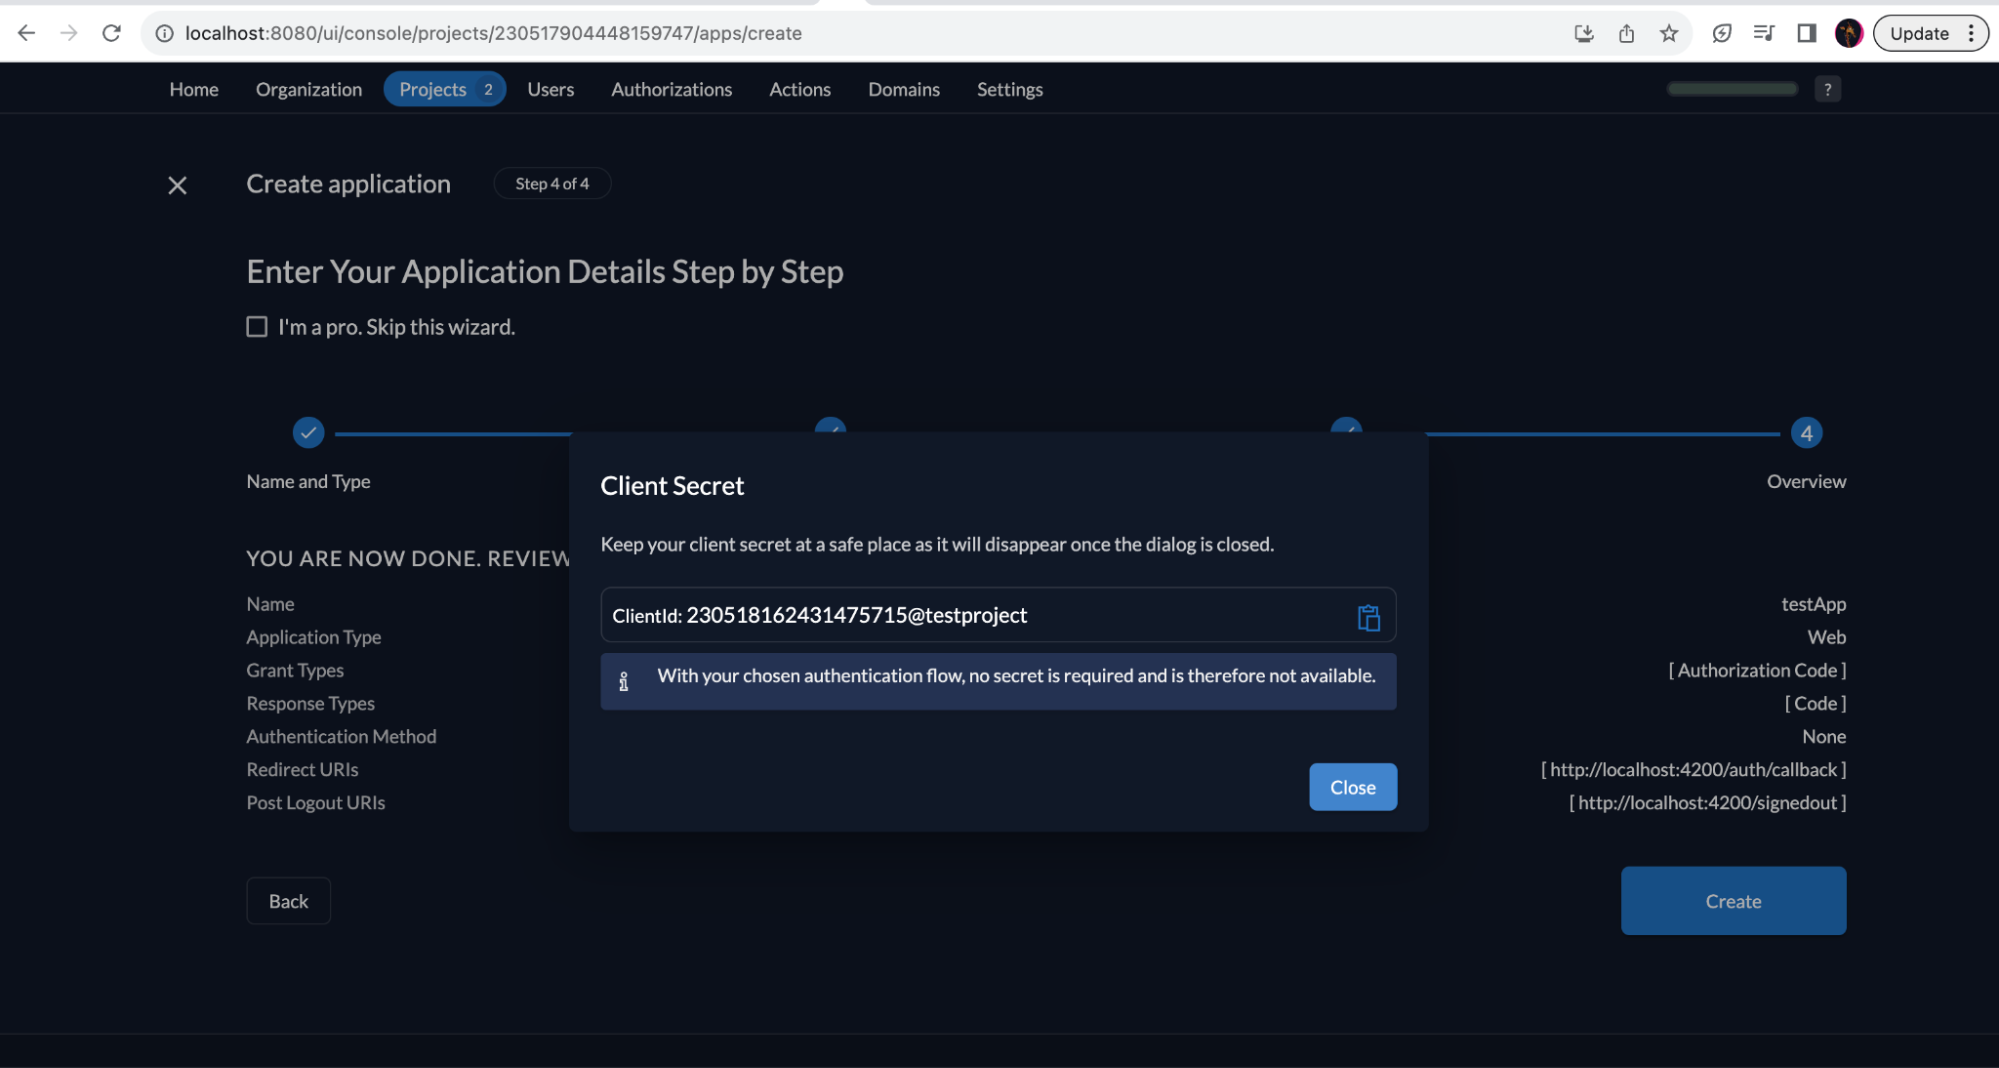 localhost:8080/ui/console/projects/230517904448159747/apps/create
Update
Home Organization Projects 2 Users Authorizations Actions Domains Settings ?
Create application Step 4 of 4
Enter Your Application Details Step by Step
I'm a pro. Skip this wizard.
4
Name and Type
Overview
Client Secret
Keep your client secret at a safe place as it will disappear once the dialog is closed.
ClientId: 230518162431475715@testproject
With your chosen authentication flow, no secret is required and is therefore not available.
Close
YOU ARE NOW DONE. REVIEW
Name testApp
Application Type Web
Grant Types [ Authorization Code ]
Response Types [ Code ]
Authentication Method None
Redirect URIs [ http://localhost:4200/auth/callback ]
Post Logout URIs [ http://localhost:4200/signedout ]
Back
Create